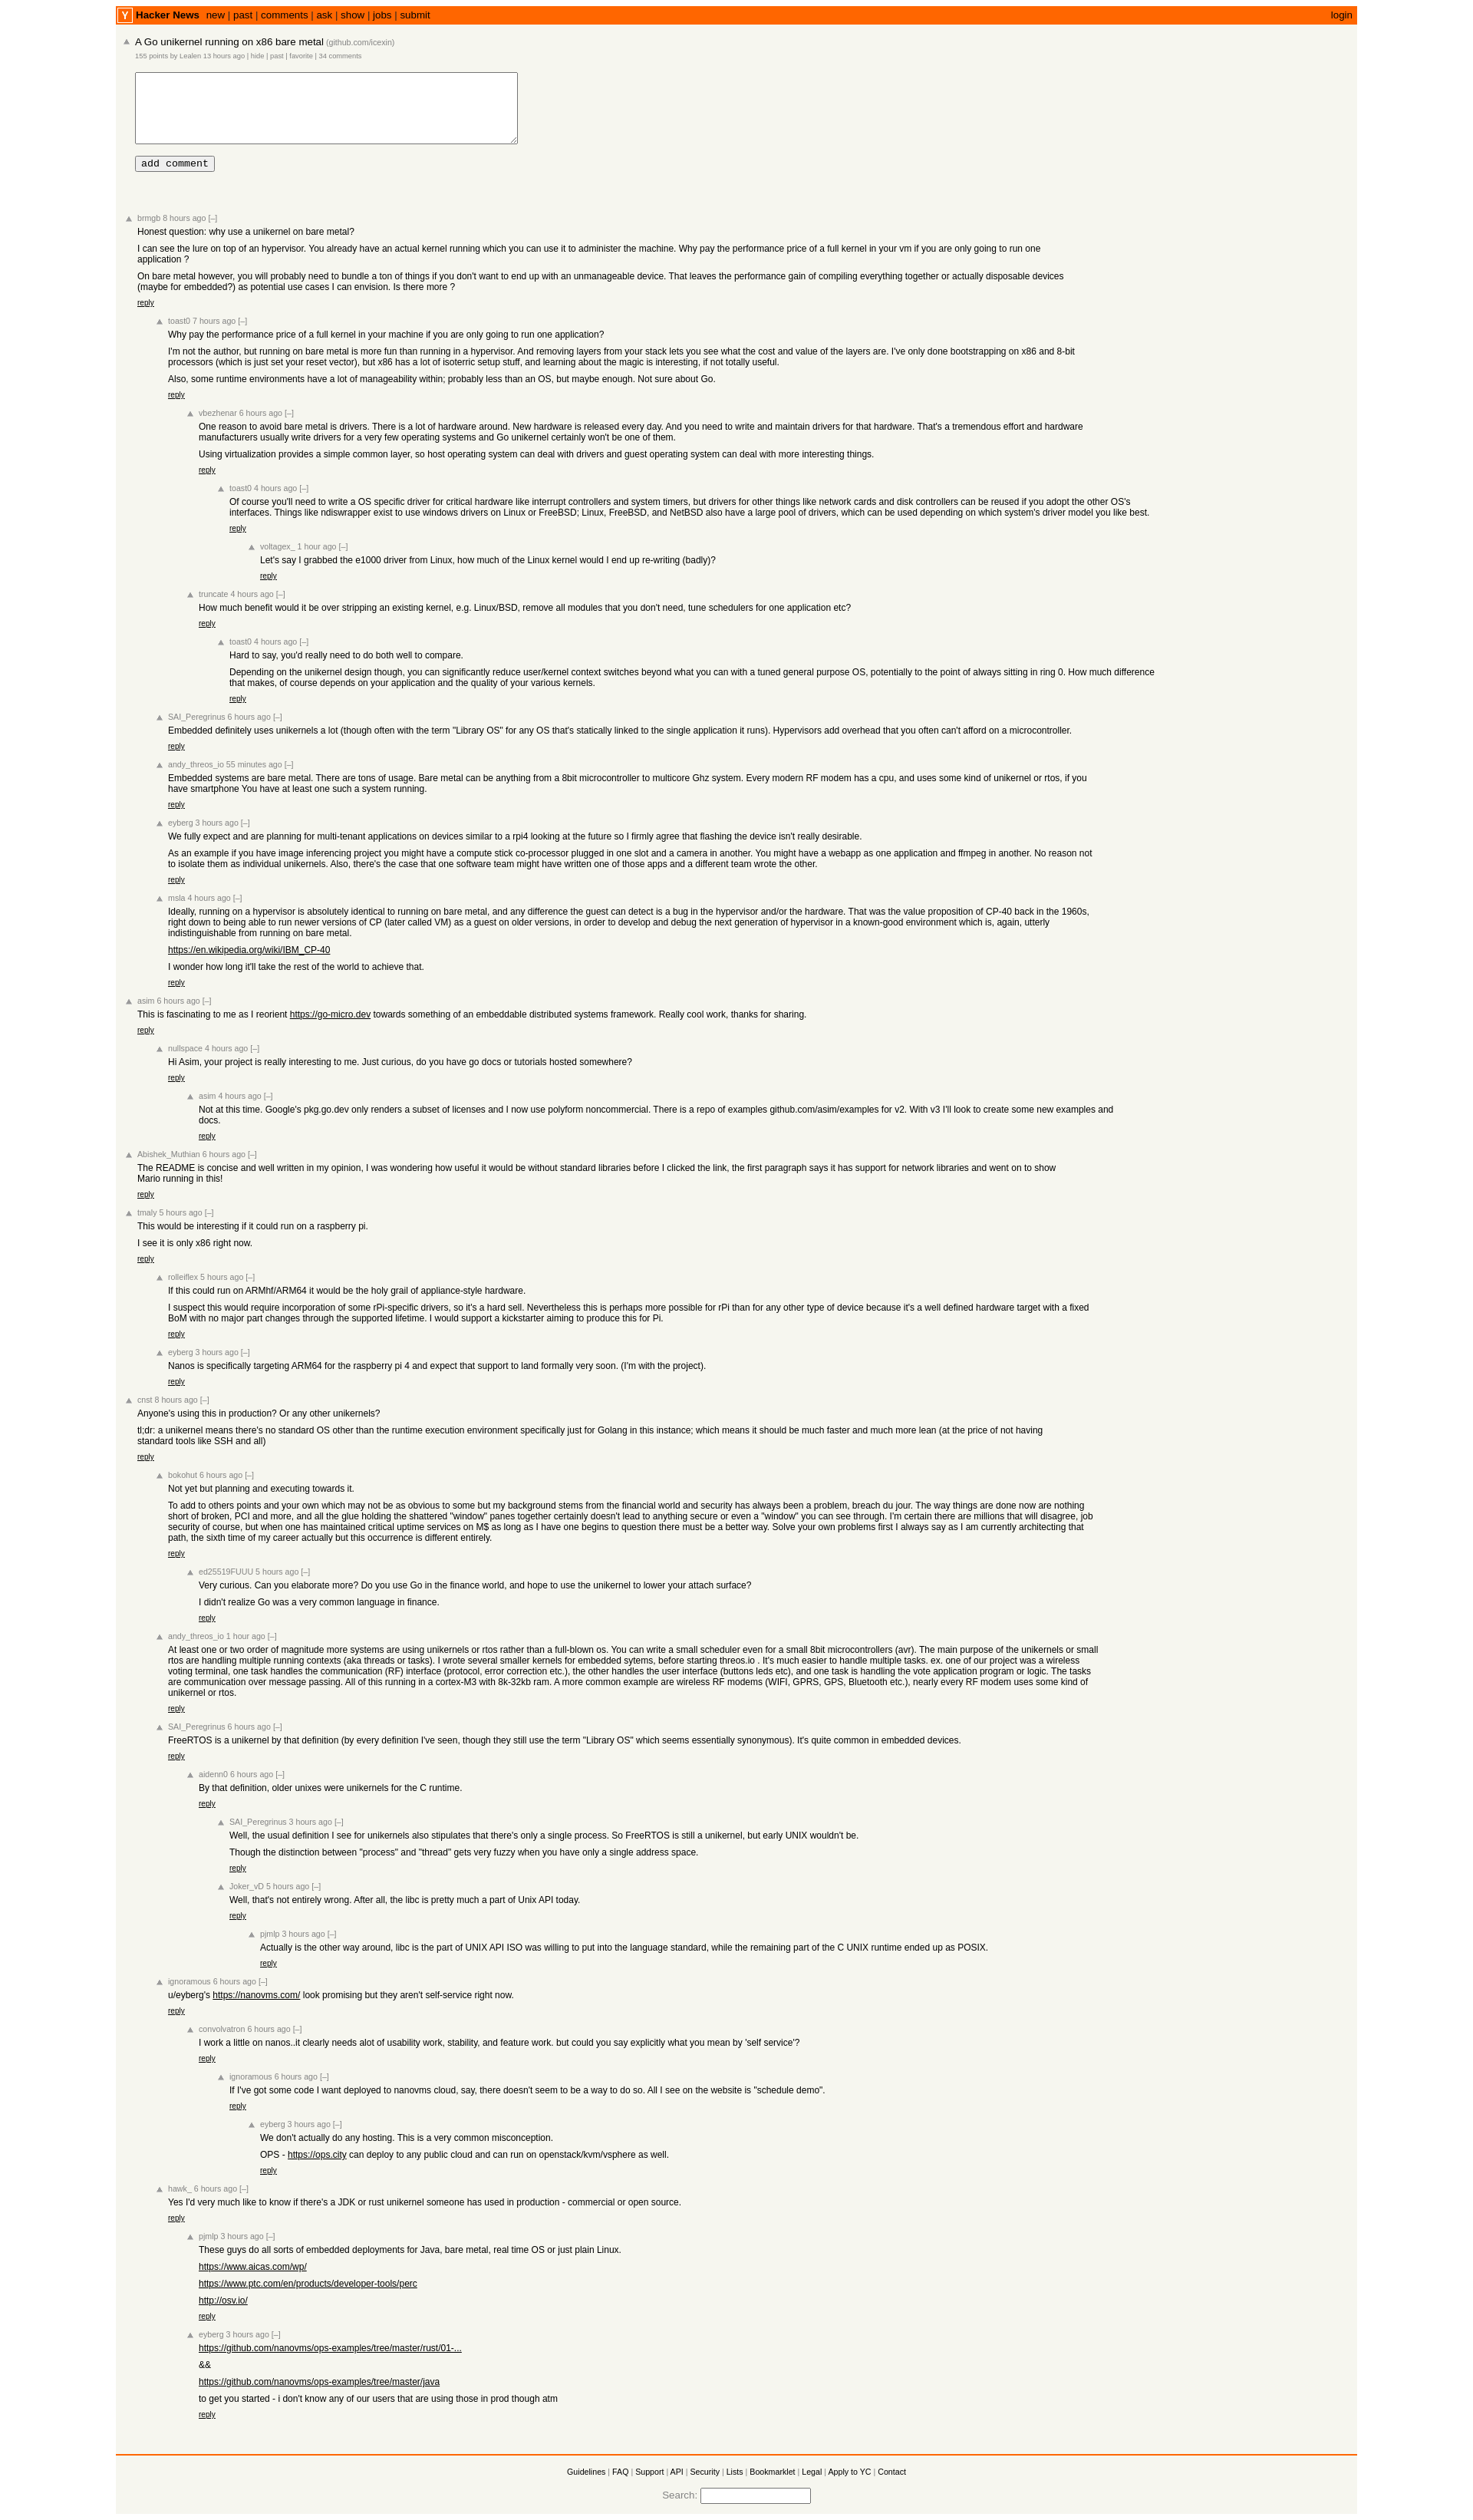 Y Hacker News new | past | comments | ask | show | jobs | submit login
A Go unikernel running on x86 bare metal (github.com/icexin)
155 points by Lealen 13 hours ago | hide | past | favorite | 34 comments
add comment
brmgb 8 hours ago [–]
Honest question: why use a unikernel on bare metal?
I can see the lure on top of an hypervisor. You already have an actual kernel running which you can use it to administer the machine. Why pay the performance price of a full kernel in your vm if you are only going to run one
application ?
On bare metal however, you will probably need to bundle a ton of things if you don't want to end up with an unmanageable device. That leaves the performance gain of compiling everything together or actually disposable devices
(maybe for embedded?) as potential use cases I can envision. Is there more ?
reply
toast0 7 hours ago [–]
Why pay the performance price of a full kernel in your machine if you are only going to run one application?
I'm not the author, but running on bare metal is more fun than running in a hypervisor. And removing layers from your stack lets you see what the cost and value of the layers are. I've only done bootstrapping on x86 and 8-bit
processors (which is just set your reset vector), but x86 has a lot of isoterric setup stuff, and learning about the magic is interesting, if not totally useful.
Also, some runtime environments have a lot of manageability within; probably less than an OS, but maybe enough. Not sure about Go.
reply
vbezhenar 6 hours ago [–]
One reason to avoid bare metal is drivers. There is a lot of hardware around. New hardware is released every day. And you need to write and maintain drivers for that hardware. That's a tremendous effort and hardware
manufacturers usually write drivers for a very few operating systems and Go unikernel certainly won't be one of them.
Using virtualization provides a simple common layer, so host operating system can deal with drivers and guest operating system can deal with more interesting things.
reply
toast0 4 hours ago [–]
Of course you'll need to write a OS specific driver for critical hardware like interrupt controllers and system timers, but drivers for other things like network cards and disk controllers can be reused if you adopt the other OS's
interfaces. Things like ndiswrapper exist to use windows drivers on Linux or FreeBSD; Linux, FreeBSD, and NetBSD also have a large pool of drivers, which can be used depending on which system's driver model you like best.
reply
voltagex_ 1 hour ago [–]
Let's say I grabbed the e1000 driver from Linux, how much of the Linux kernel would I end up re-writing (badly)?
reply
truncate 4 hours ago [–]
How much benefit would it be over stripping an existing kernel, e.g. Linux/BSD, remove all modules that you don't need, tune schedulers for one application etc?
reply
toast0 4 hours ago [–]
Hard to say, you'd really need to do both well to compare.
Depending on the unikernel design though, you can significantly reduce user/kernel context switches beyond what you can with a tuned general purpose OS, potentially to the point of always sitting in ring 0. How much difference
that makes, of course depends on your application and the quality of your various kernels.
reply
SAI_Peregrinus 6 hours ago [–]
Embedded definitely uses unikernels a lot (though often with the term "Library OS" for any OS that's statically linked to the single application it runs). Hypervisors add overhead that you often can't afford on a microcontroller.
reply
andy_threos_io 55 minutes ago [–]
Embedded systems are bare metal. There are tons of usage. Bare metal can be anything from a 8bit microcontroller to multicore Ghz system. Every modern RF modem has a cpu, and uses some kind of unikernel or rtos, if you
have smartphone You have at least one such a system running.
reply
eyberg 3 hours ago [–]
We fully expect and are planning for multi-tenant applications on devices similar to a rpi4 looking at the future so I firmly agree that flashing the device isn't really desirable.
As an example if you have image inferencing project you might have a compute stick co-processor plugged in one slot and a camera in another. You might have a webapp as one application and ffmpeg in another. No reason not
to isolate them as individual unikernels. Also, there's the case that one software team might have written one of those apps and a different team wrote the other.
reply
msla 4 hours ago [–]
Ideally, running on a hypervisor is absolutely identical to running on bare metal, and any difference the guest can detect is a bug in the hypervisor and/or the hardware. That was the value proposition of CP-40 back in the 1960s,
right down to being able to run newer versions of CP (later called VM) as a guest on older versions, in order to develop and debug the next generation of hypervisor in a known-good environment which is, again, utterly
indistinguishable from running on bare metal.
https://en.wikipedia.org/wiki/IBM_CP-40
I wonder how long it'll take the rest of the world to achieve that.
reply
asim 6 hours ago [–]
This is fascinating to me as I reorient https://go-micro.dev towards something of an embeddable distributed systems framework. Really cool work, thanks for sharing.
reply
nullspace 4 hours ago [–]
Hi Asim, your project is really interesting to me. Just curious, do you have go docs or tutorials hosted somewhere?
reply
asim 4 hours ago [–]
Not at this time. Google's pkg.go.dev only renders a subset of licenses and I now use polyform noncommercial. There is a repo of examples github.com/asim/examples for v2. With v3 I'll look to create some new examples and
docs.
reply
Abishek_Muthian 6 hours ago [–]
The README is concise and well written in my opinion, I was wondering how useful it would be without standard libraries before I clicked the link, the first paragraph says it has support for network libraries and went on to show
Mario running in this!
reply
tmaly 5 hours ago [–]
This would be interesting if it could run on a raspberry pi.
I see it is only x86 right now.
reply
rolleiflex 5 hours ago [–]
If this could run on ARMhf/ARM64 it would be the holy grail of appliance-style hardware.
I suspect this would require incorporation of some rPi-specific drivers, so it's a hard sell. Nevertheless this is perhaps more possible for rPi than for any other type of device because it's a well defined hardware target with a fixed
BoM with no major part changes through the supported lifetime. I would support a kickstarter aiming to produce this for Pi.
reply
eyberg 3 hours ago [–]
Nanos is specifically targeting ARM64 for the raspberry pi 4 and expect that support to land formally very soon. (I'm with the project).
reply
cnst 8 hours ago [–]
Anyone's using this in production? Or any other unikernels?
tl;dr: a unikernel means there's no standard OS other than the runtime execution environment specifically just for Golang in this instance; which means it should be much faster and much more lean (at the price of not having
standard tools like SSH and all)
reply
bokohut 6 hours ago [–]
Not yet but planning and executing towards it.
To add to others points and your own which may not be as obvious to some but my background stems from the financial world and security has always been a problem, breach du jour. The way things are done now are nothing
short of broken, PCI and more, and all the glue holding the shattered "window" panes together certainly doesn't lead to anything secure or even a "window" you can see through. I'm certain there are millions that will disagree, job
security of course, but when one has maintained critical uptime services on M$ as long as I have one begins to question there must be a better way. Solve your own problems first I always say as I am currently architecting that
path, the sixth time of my career actually but this occurrence is different entirely.
reply
ed25519FUUU 5 hours ago [–]
Very curious. Can you elaborate more? Do you use Go in the finance world, and hope to use the unikernel to lower your attach surface?
I didn't realize Go was a very common language in finance.
reply
andy_threos_io 1 hour ago [–]
At least one or two order of magnitude more systems are using unikernels or rtos rather than a full-blown os. You can write a small scheduler even for a small 8bit microcontrollers (avr). The main purpose of the unikernels or small
rtos are handling multiple running contexts (aka threads or tasks). I wrote several smaller kernels for embedded sytems, before starting threos.io . It's much easier to handle multiple tasks. ex. one of our project was a wireless
voting terminal, one task handles the communication (RF) interface (protocol, error correction etc.), the other handles the user interface (buttons leds etc), and one task is handling the vote application program or logic. The tasks
are communication over message passing. All of this running in a cortex-M3 with 8k-32kb ram. A more common example are wireless RF modems (WIFI, GPRS, GPS, Bluetooth etc.), nearly every RF modem uses some kind of
unikernel or rtos.
reply
SAI_Peregrinus 6 hours ago [–]
FreeRTOS is a unikernel by that definition (by every definition I've seen, though they still use the term "Library OS" which seems essentially synonymous). It's quite common in embedded devices.
reply
aidenn0 6 hours ago [–]
By that definition, older unixes were unikernels for the C runtime.
reply
SAI_Peregrinus 3 hours ago [–]
Well, the usual definition I see for unikernels also stipulates that there's only a single process. So FreeRTOS is still a unikernel, but early UNIX wouldn't be.
Though the distinction between "process" and "thread" gets very fuzzy when you have only a single address space.
reply
Joker_vD 5 hours ago [–]
Well, that's not entirely wrong. After all, the libc is pretty much a part of Unix API today.
reply
pjmlp 3 hours ago [–]
Actually is the other way around, libc is the part of UNIX API ISO was willing to put into the language standard, while the remaining part of the C UNIX runtime ended up as POSIX.
reply
ignoramous 6 hours ago [–]
u/eyberg's https://nanovms.com/ look promising but they aren't self-service right now.
reply
convolvatron 6 hours ago [–]
I work a little on nanos..it clearly needs alot of usability work, stability, and feature work. but could you say explicitly what you mean by 'self service'?
reply
ignoramous 6 hours ago [–]
If I've got some code I want deployed to nanovms cloud, say, there doesn't seem to be a way to do so. All I see on the website is "schedule demo".
reply
eyberg 3 hours ago [–]
We don't actually do any hosting. This is a very common misconception.
OPS - https://ops.city can deploy to any public cloud and can run on openstack/kvm/vsphere as well.
reply
hawk_ 6 hours ago [–]
Yes I'd very much like to know if there's a JDK or rust unikernel someone has used in production - commercial or open source.
reply
pjmlp 3 hours ago [–]
These guys do all sorts of embedded deployments for Java, bare metal, real time OS or just plain Linux.
https://www.aicas.com/wp/
https://www.ptc.com/en/products/developer-tools/perc
http://osv.io/
reply
eyberg 3 hours ago [–]
https://github.com/nanovms/ops-examples/tree/master/rust/01-...
&&
https://github.com/nanovms/ops-examples/tree/master/java
to get you started - i don't know any of our users that are using those in prod though atm
reply
Guidelines | FAQ | Support | API | Security | Lists | Bookmarklet | Legal | Apply to YC | Contact
Search: